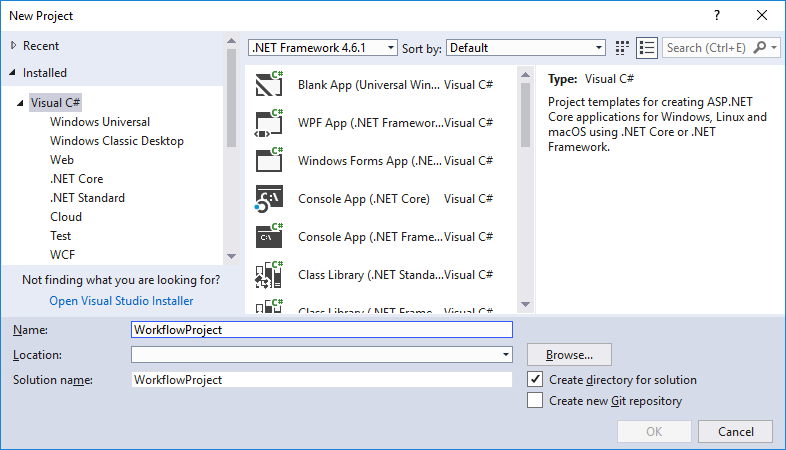 New Project
?
Recent
Installed
Visual C#
Windows Universal
Windows Classic Desktop
Web
.NET Core
.NET Standard
Cloud
Test
WCF
Not finding what you are looking for?
Open Visual Studio Installer
.NET Framework 4.6.1
Sort by:
Default
Search (Ctrl+E)
C#
Blank App (Universal Win...
Visual C#
C#
WPF App (.NET Framewor...
Visual C#
C#
Windows Forms App (.NE...
Visual C#
C#
C:\
Console App (.NET Core)
Visual C#
C#
C:\
Console App (.NET Frame...
Visual C#
C#
Class Library (.NET Standa...
Visual C#
C#
Class Library (.NET Frame...
Visual C#
Type: Visual C#
Project templates for creating ASP.NET
Core applications for Windows, Linux and
macOS using .NET Core or .NET
Framework.
Name:
WorkflowProject
Location:
Browse...
Solution name:
WorkflowProject
Create directory for solution
Create new Git repository
OK
Cancel